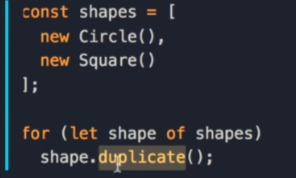 const shapes = [
new Circle(),
new Square()
];
for (let shape of shapes)
shape.duplicate();